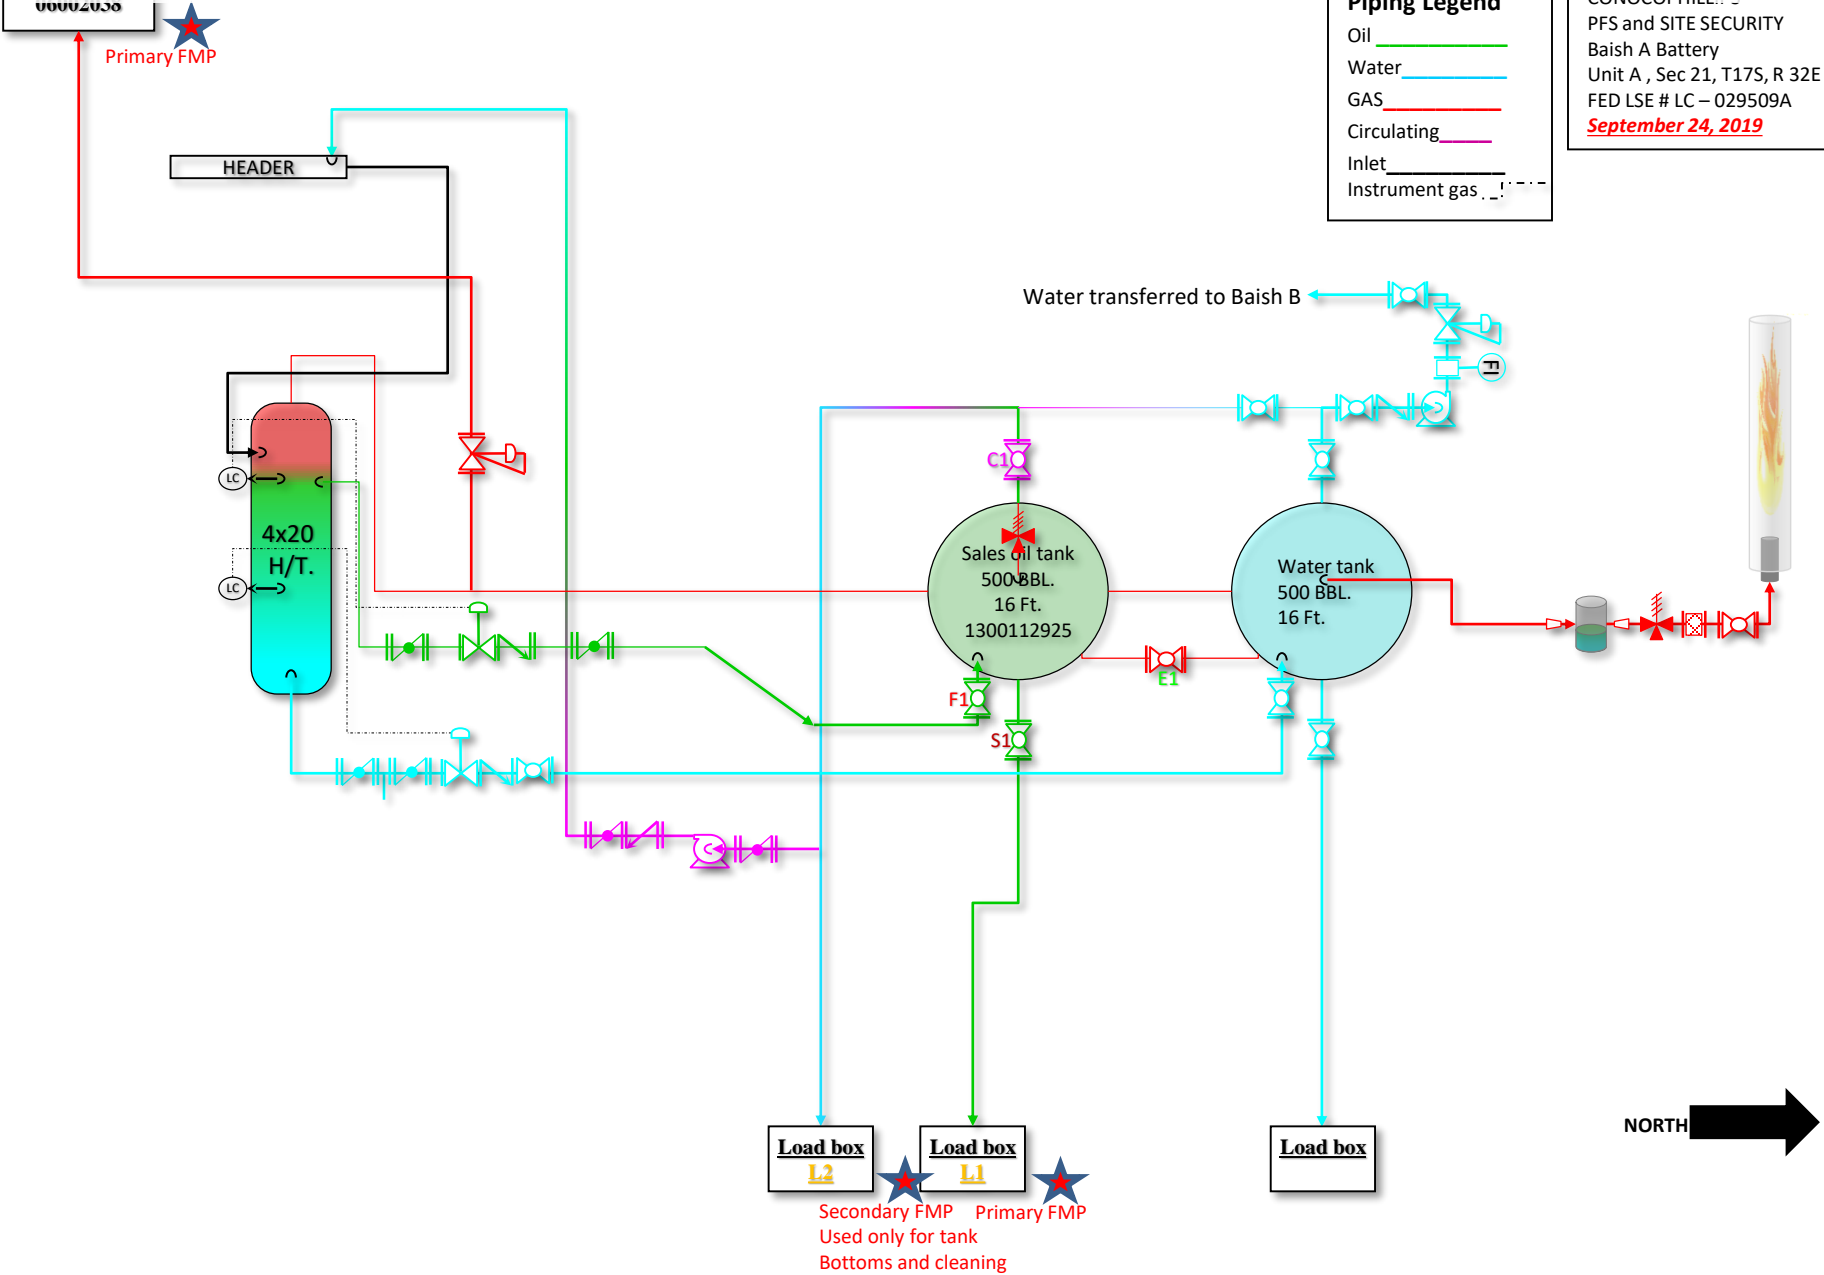 06002038
Primary FMP
Piping Legend
Oil
Water
GAS
Circulating
Inlet
Instrument gas
PFS and SITE SECURITY
Baish A Battery
Unit A , Sec 21, T17S, R 32E
FED LSE # LC – 029509A
September 24, 2019
HEADER
Water transferred to Baish B
FI
C1
LC
4x20
H/T.
LC
Sales oil tank
500 BBL.
16 Ft.
1300112925
Water tank
500 BBL.
16 Ft.
E1
F1
S1
NORTH
Load box
L2
Load box
L1
Load box
Secondary FMP
Used only for tank
Bottoms and cleaning
Primary FMP